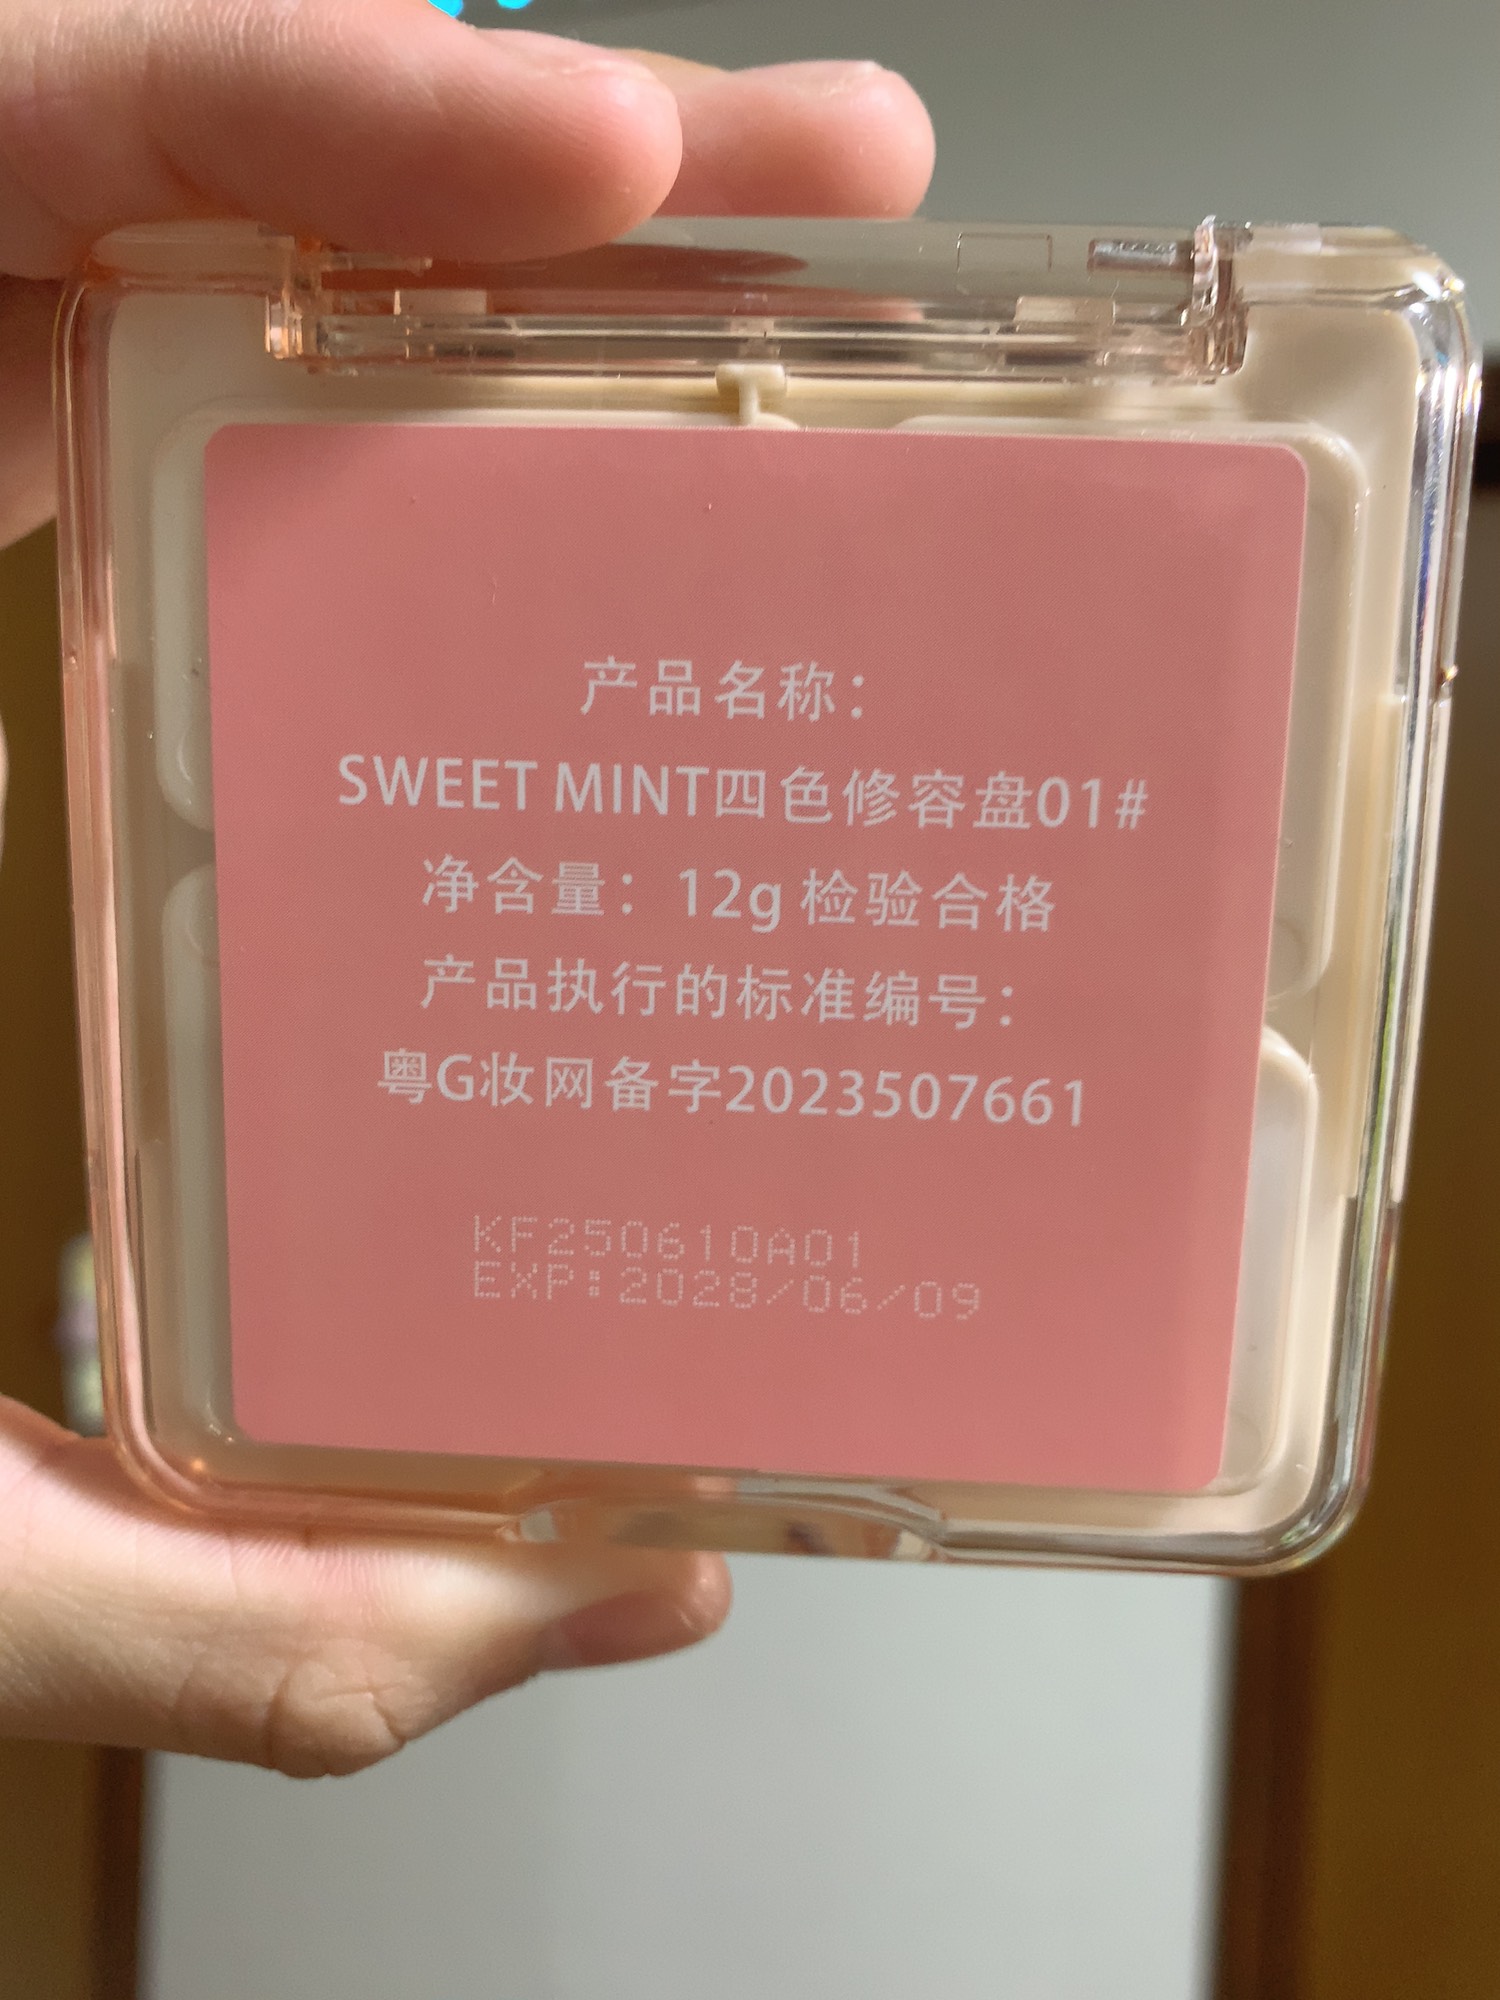 产品名称：
SWEET MINT四色修容盘01#
净含量：12g 检验合格
产品执行的标准编号：
粤G妆网备字2023507661
KF250610A01
EXP:2028/06/09